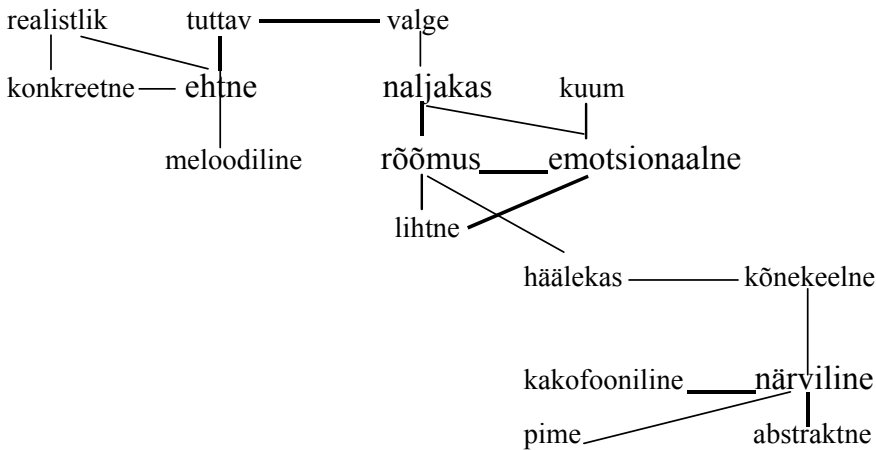 realistlik tuttav valge
konkreetne ehtne naljakas kuum
meloodiline rõõmus emotsionaalne
lihtne
häälekas kõnekeelne
kakofooniline närviline
pime abstraktne